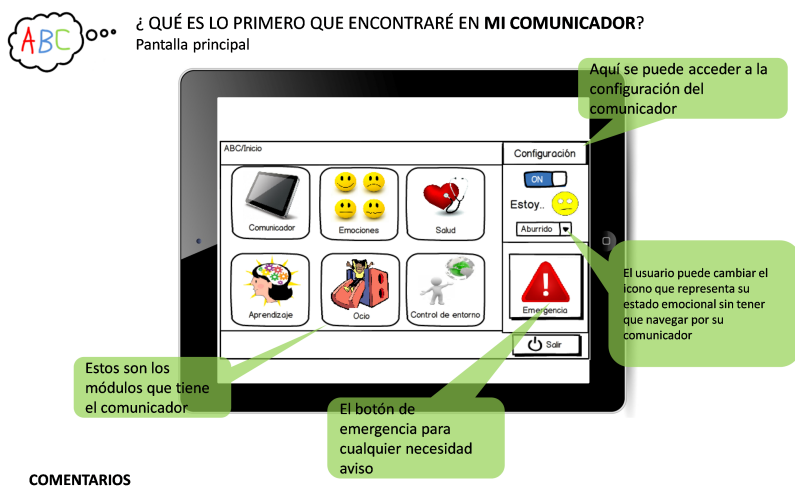 ABC
¿ QUÉ ES LO PRIMERO QUE ENCONTRARÉ EN MI COMUNICADOR?
Pantalla principal
Aquí se puede acceder a la
configuración del
comunicador
ABC/Inicio
Configuración
ON
Estoy..
Aburrido
Comunicador
Emociones
Salud
Aprendizaje
Ocio
Control de entorno
Emergencia
Salir
El usuario puede cambiar el
icono que representa su
estado emocional sin tener
que navegar por su
comunicador
Estos son los
módulos que tiene
el comunicador
El botón de
emergencia para
cualquier necesidad
aviso
COMENTARIOS